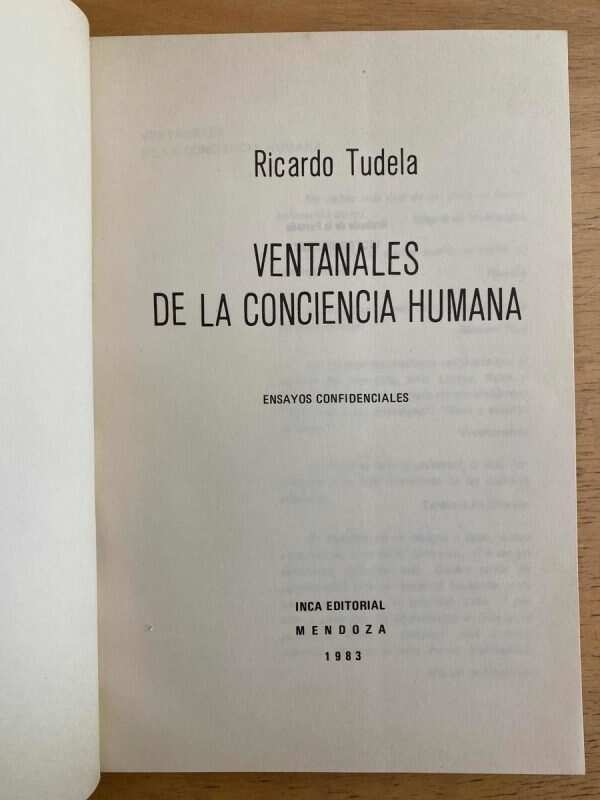 Ricardo Tudela
VENTANALES
DE LA CONCIENCIA HUMANA
ENSAYOS CONFIDENCIALES
INCA EDITORIAL
MENDOZA
1983